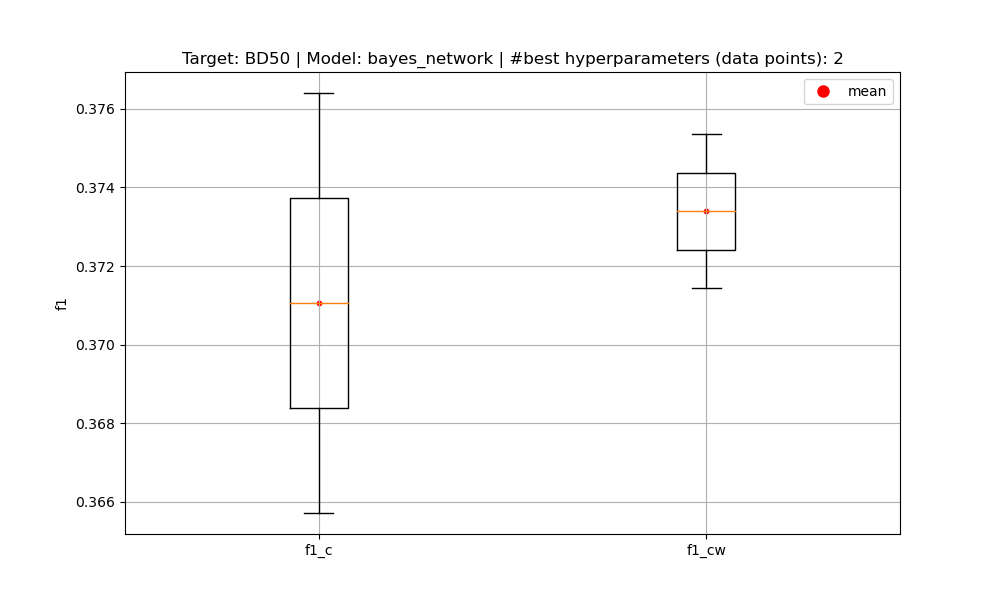 Target: BD50 | Model: bayes_network | #best hyperparameters (data points): 2
mean
0.376
0.374
0.372
0.370
0.368
0.366
f1
f1_c
f1_cw